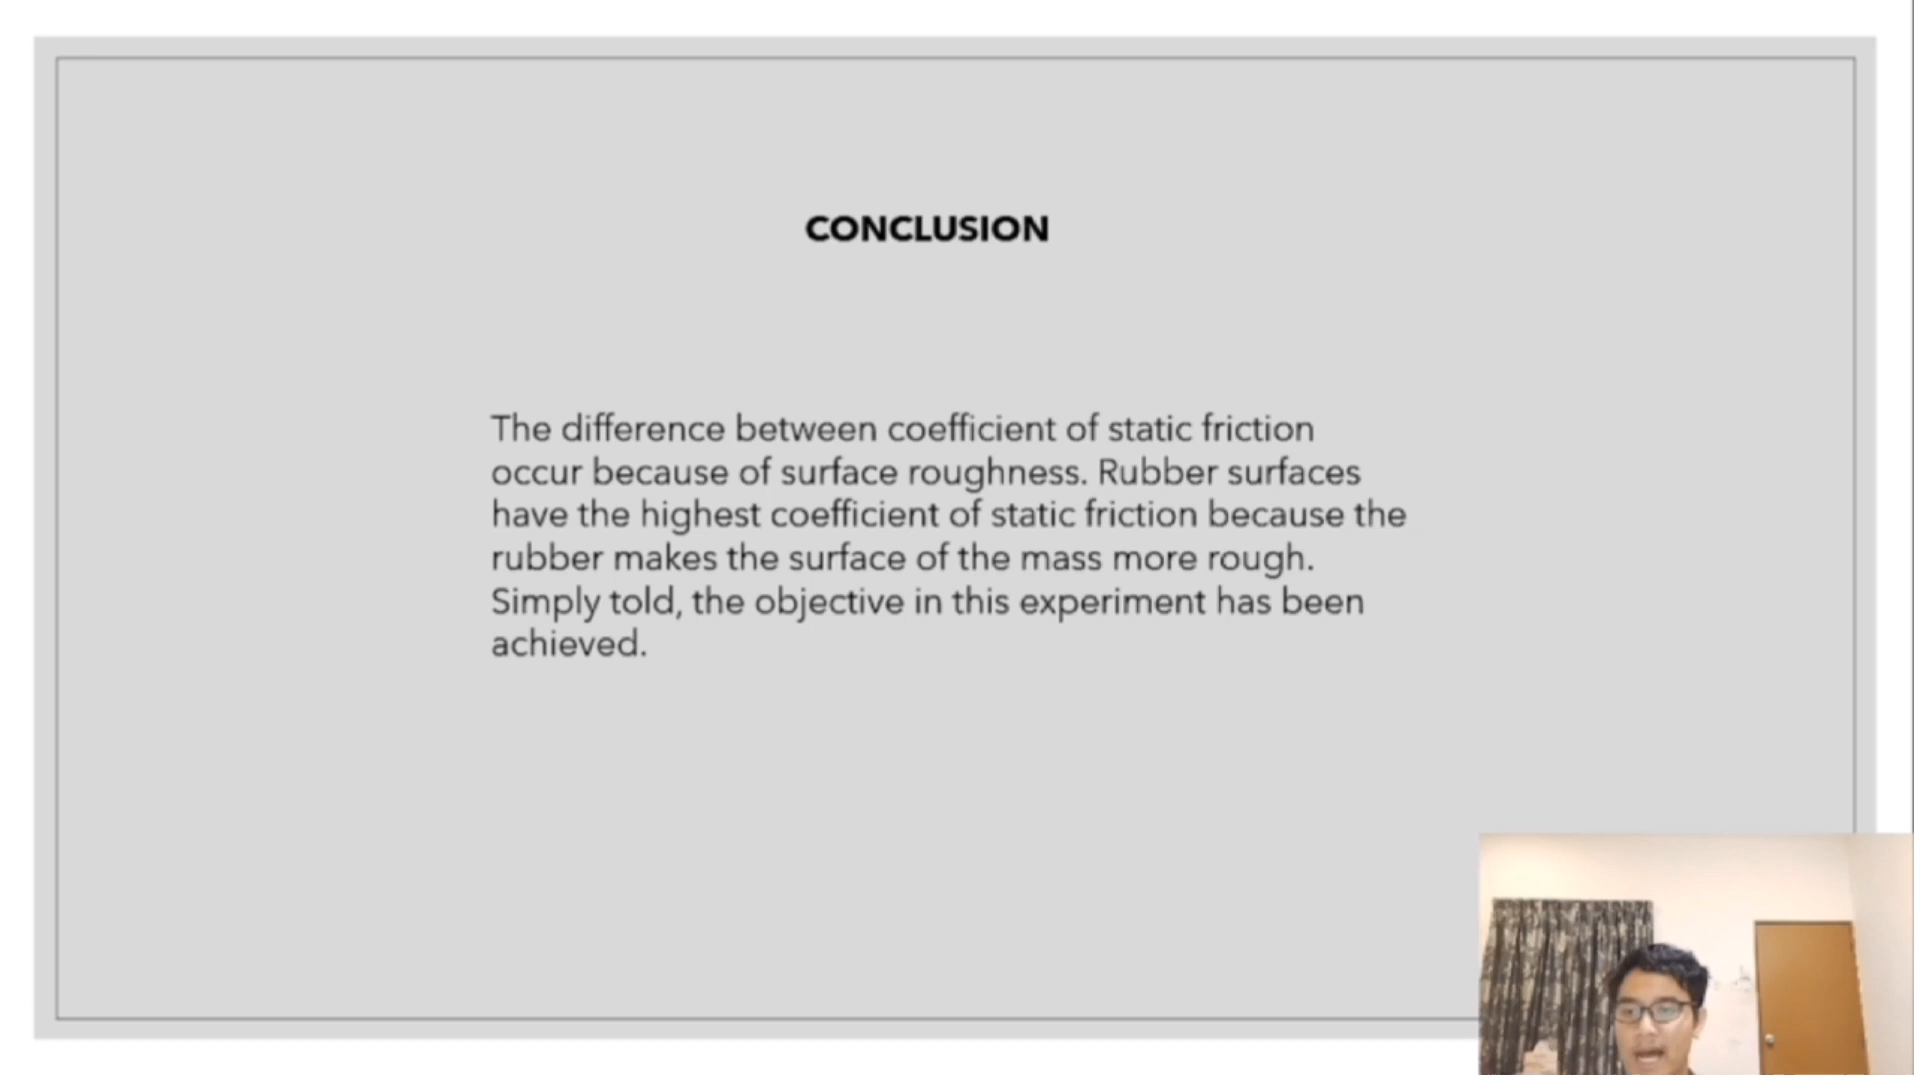 CONCLUSION
The difference between coefficient of static friction
occur because of surface roughness. Rubber surfaces
have the highest coefficient of static friction because the
rubber makes the surface of the mass more rough.
Simply told, the objective in this experiment has been
achieved.